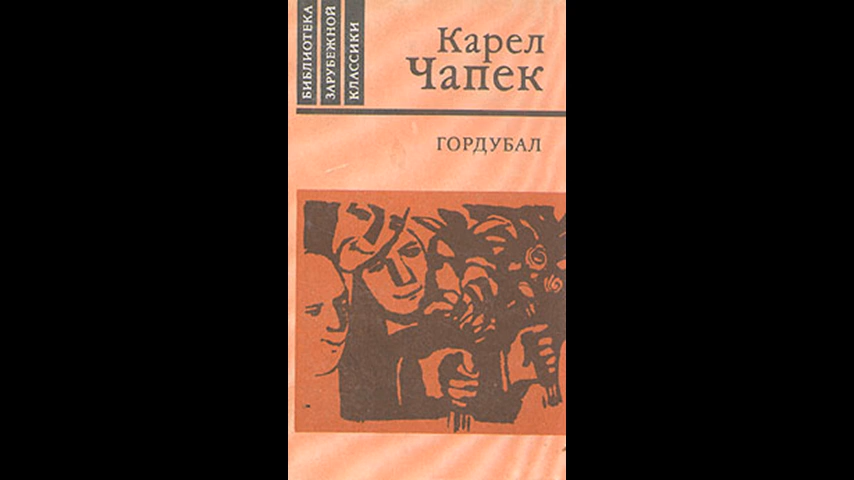 БИБЛИОТЕКА
ЗАРУБЕЖНОЙ
КЛАССИКИ
Карел
Чапек
ГОРДУБАЛ